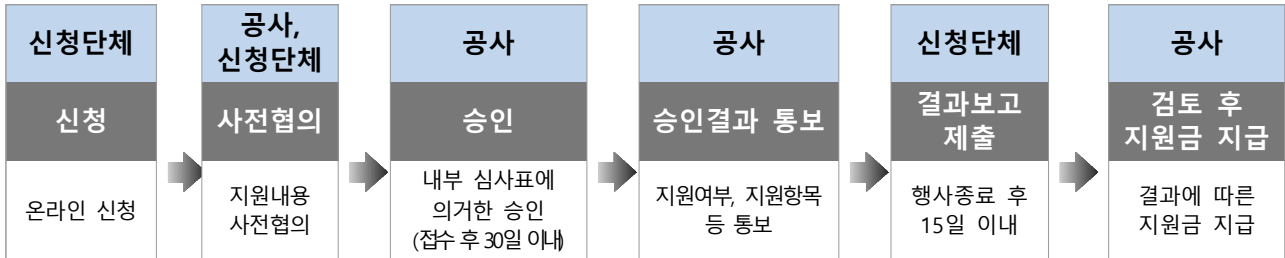 신청단체
신청
온라인 신청
공사,
신청단체
사전협의
지원내용
사전협의
공사
승인
내부 심사표에
의거한 승인
(접수 후 30일 이내)
공사
승인결과 통보
지원여부, 지원항목
등 통보
신청단체
결과보고
제출
행사종료 후
15일 이내
공사
검토 후
지원금 지급
결과에 따른
지원금 지급